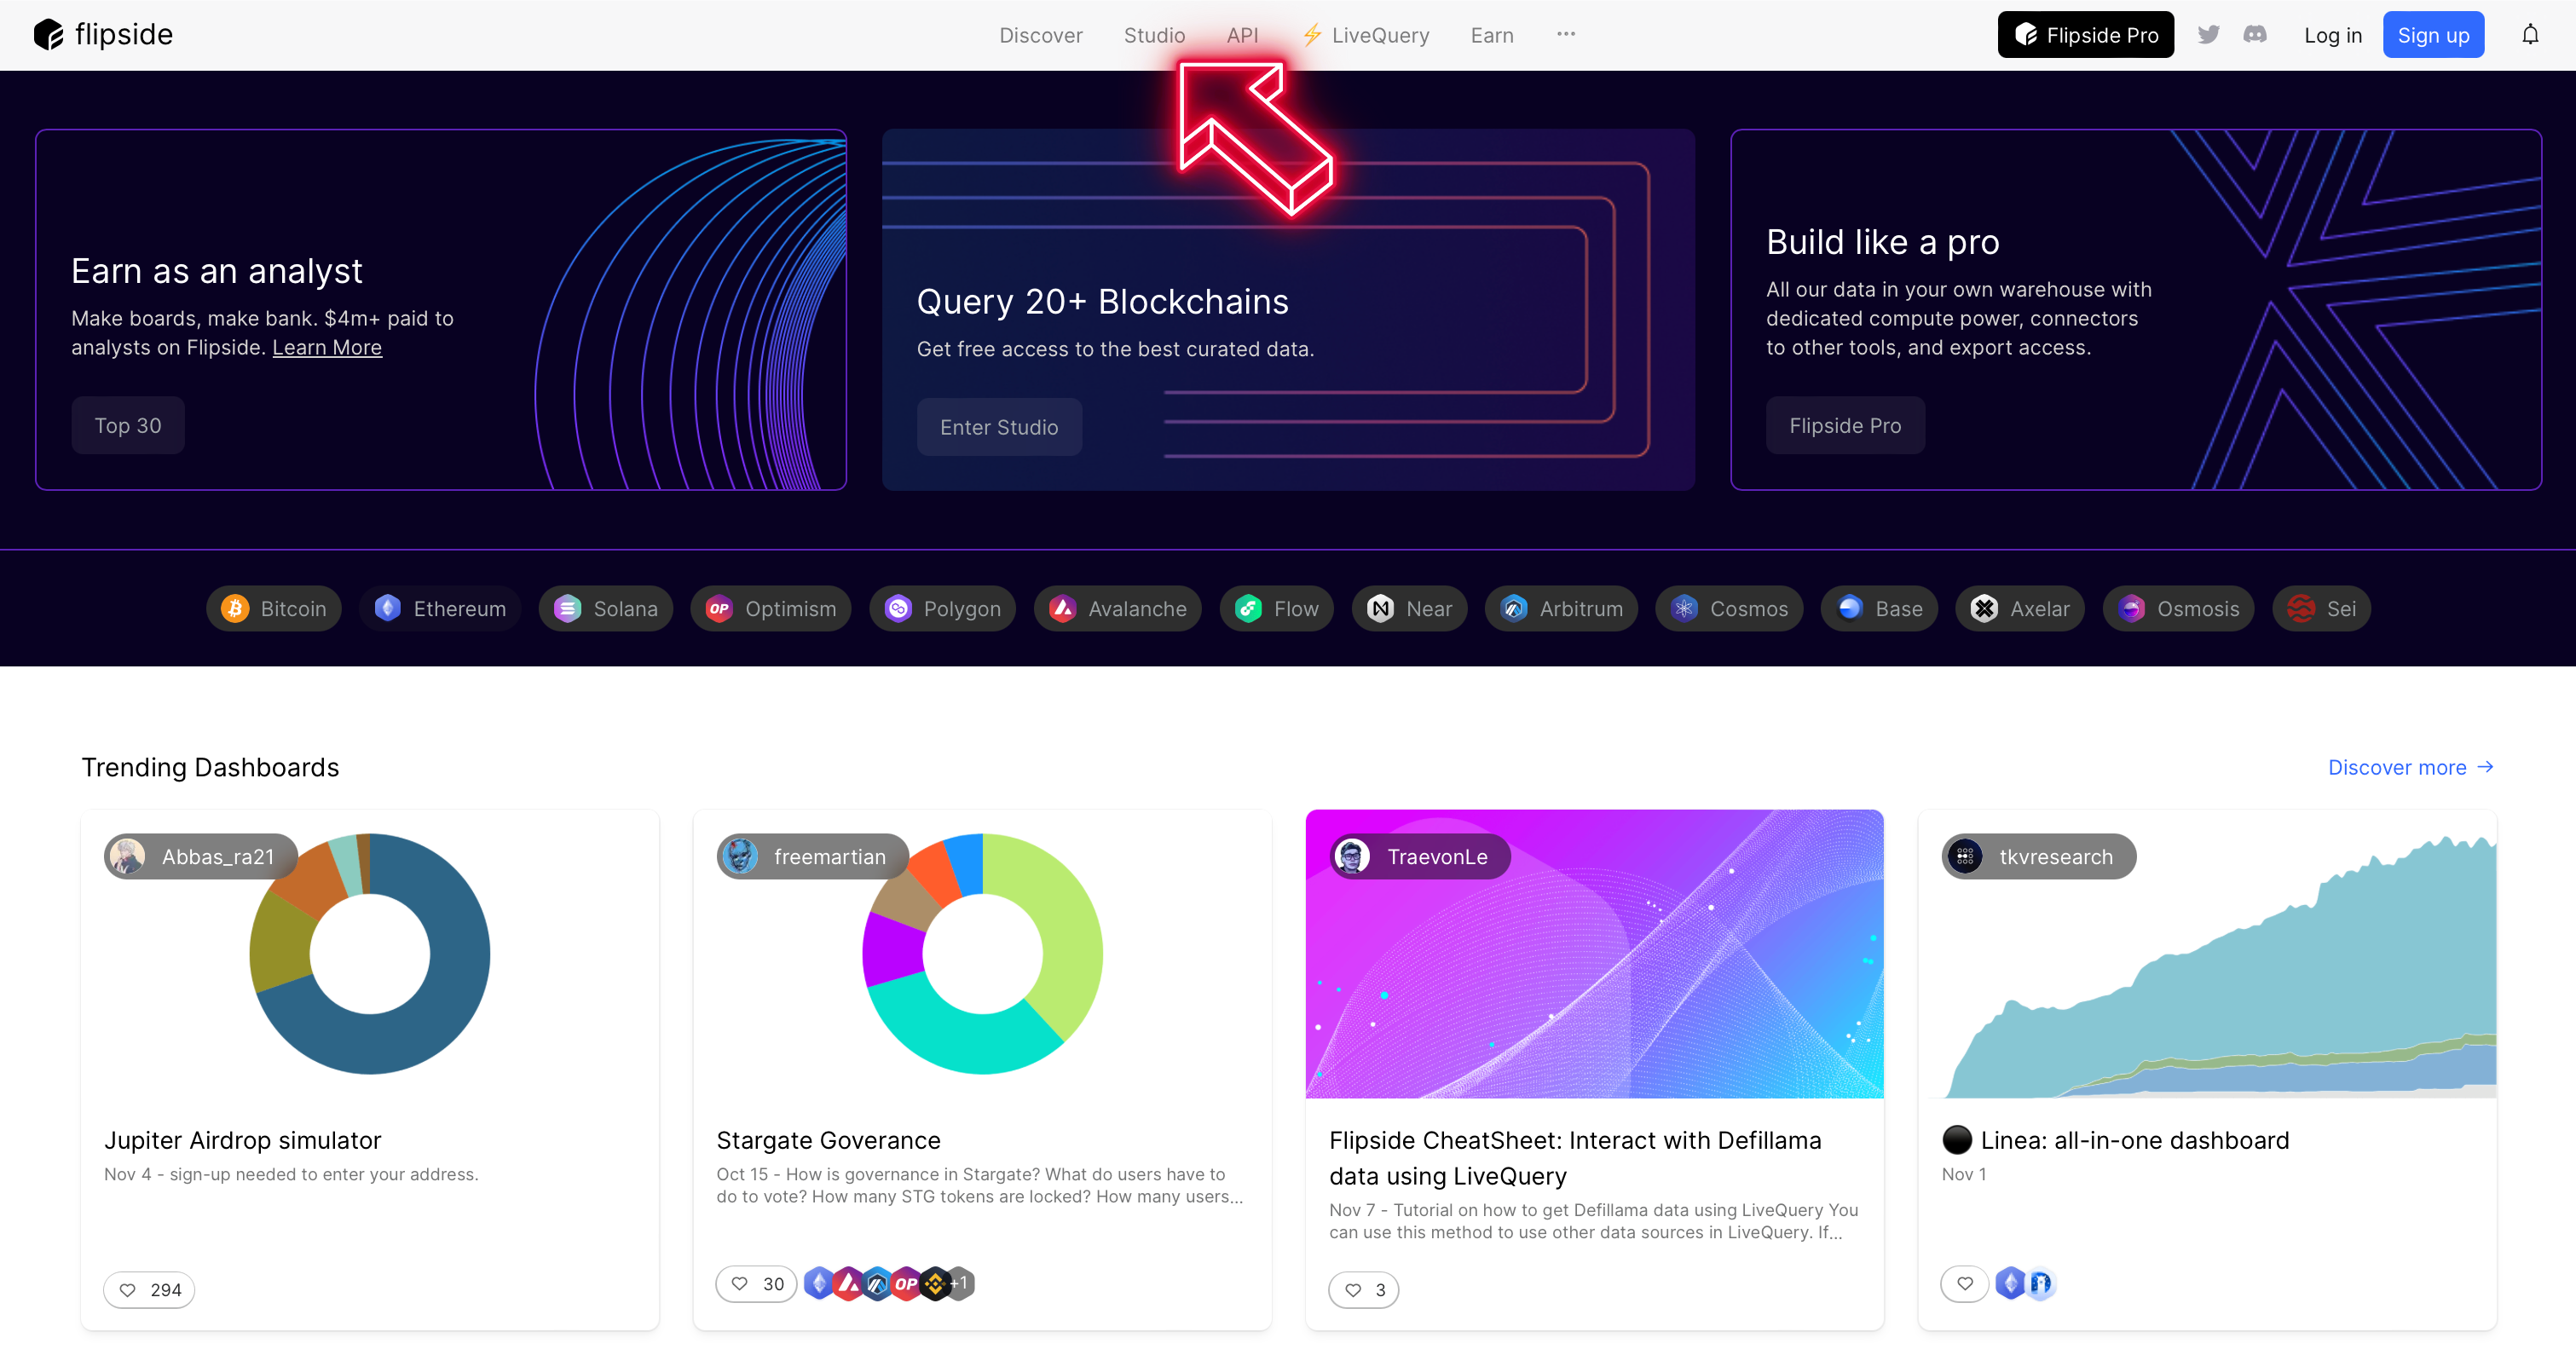 flipside
Discover Studio API LiveQuery Earn ···
Flipside Pro Log in Sign up
Earn as an analyst
Make boards, make bank. $4m+ paid to
analysts on Flipside. Learn More
Top 30
Query 20+ Blockchains
Get free access to the best curated data.
Enter Studio
Build like a pro
All our data in your own warehouse with
dedicated compute power, connectors
to other tools, and export access.
Flipside Pro
Bitcoin Ethereum Solana OP Optimism Polygon Avalanche Flow Near Arbitrum Cosmos Base Axelar Osmosis Sei
Trending Dashboards
Discover more →
Abbas_ra21
Jupiter Airdrop simulator
Nov 4 - sign-up needed to enter your address.
294
freemartian
Stargate Goverance
Oct 15 - How is governance in Stargate? What do users have to
do to vote? How many STG tokens are locked? How many users...
30 OP +1
TraevonLe
Flipside CheatSheet: Interact with Defillama
data using LiveQuery
Nov 7 - Tutorial on how to get Defillama data using LiveQuery You
can use this method to use other data sources in LiveQuery. If...
3
tkvresearch
Linea: all-in-one dashboard
Nov 1